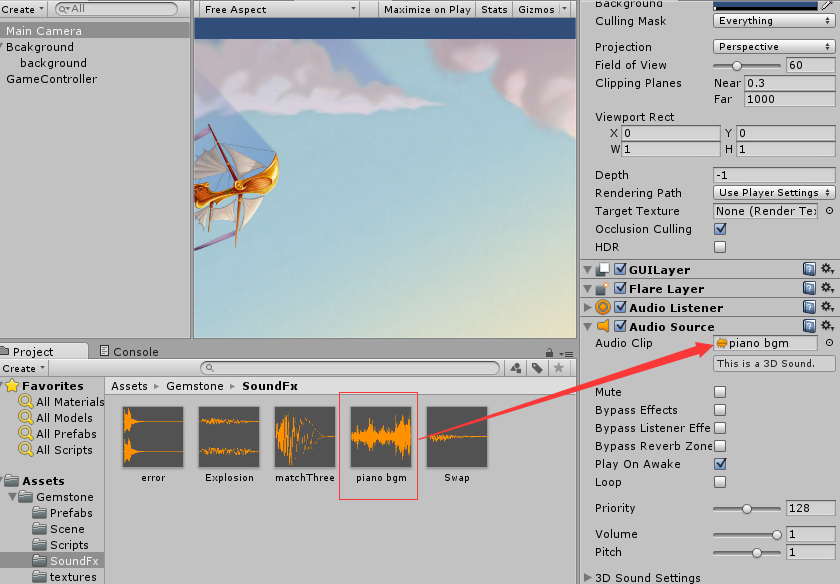 Create
All
Main Camera
Bcakground
background
GameController
Free Aspect
Maximize on Play
Stats
Gizmos
Background
Culling Mask
Everything
Projection
Perspective
Field of View
60
Clipping Planes
Near
0.3
Far
1000
Viewport Rect
X
0
Y
0
W
1
H
1
Depth
-1
Rendering Path
Use Player Settings
Target Texture
None (Render Te
Occlusion Culling
HDR
GUILayer
Flare Layer
Audio Listener
Audio Source
Audio Clip
piano bgm
This is a 3D Sound.
Mute
Bypass Effects
Bypass Listener Effe
Bypass Reverb Zone
Play On Awake
Loop
Priority
128
Volume
1
Pitch
1
3D Sound Settings
Project
Console
Create
Favorites
All Materials
All Models
All Prefabs
All Scripts
Assets
Gemstone
Prefabs
Scene
Scripts
SoundFx
textures
Assets
Gemstone
SoundFx
error
Explosion
matchThree
piano bgm
Swap